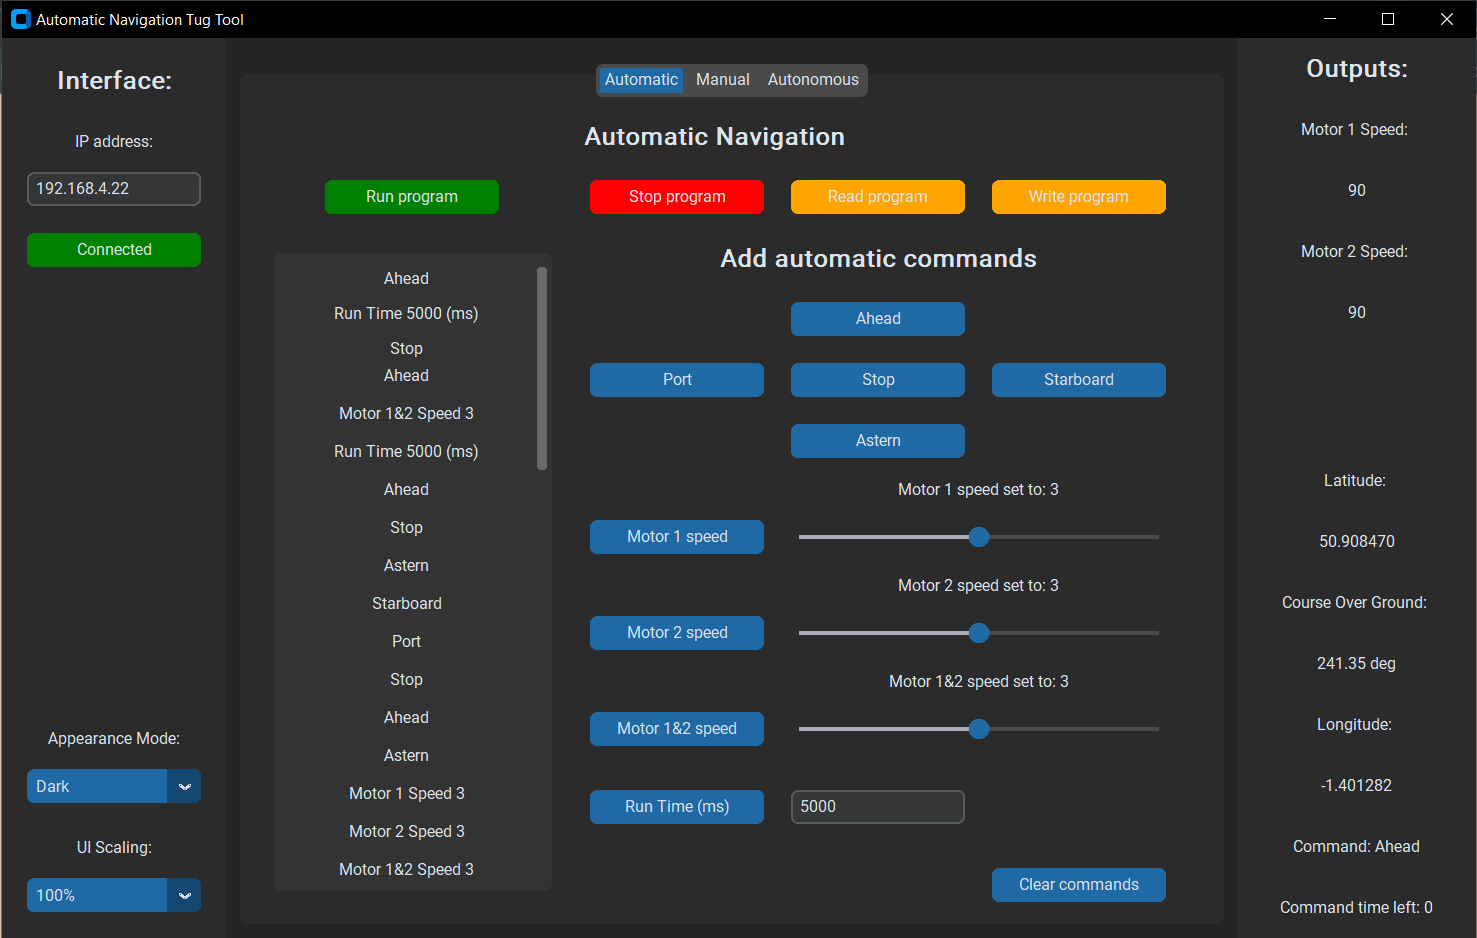 Automatic Navigation Tug Tool
Interface:
IP address:
192.168.4.22
Connected
Appearance Mode:
Dark
UI Scaling:
100%
Automatic Manual Autonomous
Automatic Navigation
Run program Stop program Read program Write program
Ahead
Run Time 5000 (ms)
Stop
Ahead
Motor 1&2 Speed 3
Run Time 5000 (ms)
Ahead
Stop
Astern
Starboard
Port
Stop
Ahead
Astern
Motor 1 Speed 3
Motor 2 Speed 3
Motor 1&2 Speed 3
Add automatic commands
Ahead
Port Stop Starboard
Astern
Motor 1 speed set to: 3
Motor 1 speed
Motor 2 speed set to: 3
Motor 2 speed
Motor 1&2 speed set to: 3
Motor 1&2 speed
Run Time (ms) 5000
Clear commands
Outputs:
Motor 1 Speed:
90
Motor 2 Speed:
90
Latitude:
50.908470
Course Over Ground:
241.35 deg
Longitude:
-1.401282
Command: Ahead
Command time left: 0